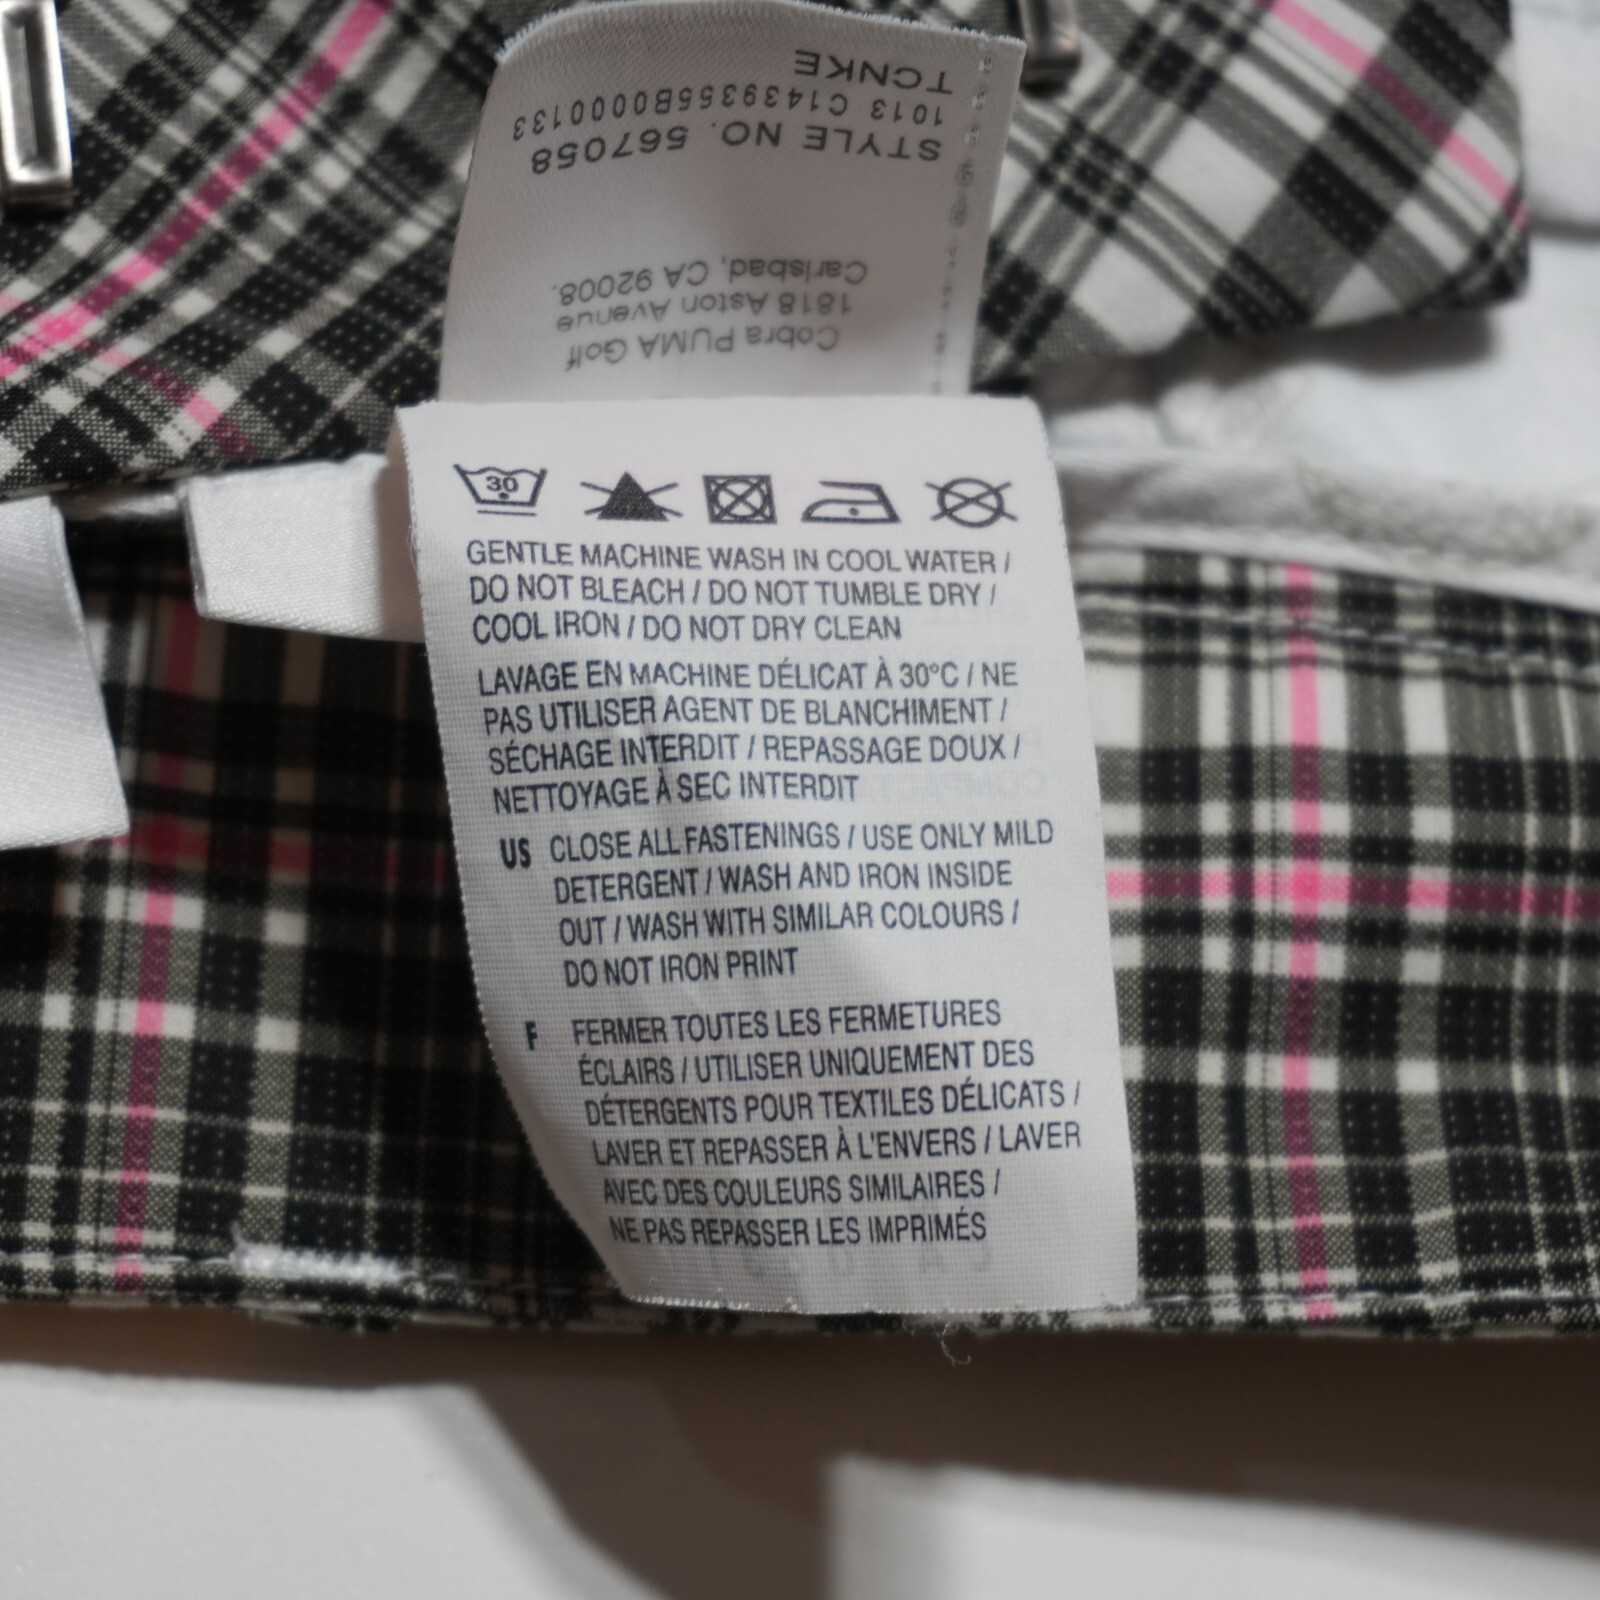 Cobra PUMA Golf
1818 Aston Avenue
Carlsbad, CA 92008.
STYLE NO. 567058
1013 C1439355B0000133
TCNKE
30
GENTLE MACHINE WASH IN COOL WATER /
DO NOT BLEACH / DO NOT TUMBLE DRY /
COOL IRON / DO NOT DRY CLEAN
LAVAGE EN MACHINE DÉLICAT À 30°C / NE
PAS UTILISER AGENT DE BLANCHIMENT /
SÉCHAGE INTERDIT / REPASSAGE DOUX /
NETTOYAGE À SEC INTERDIT
US CLOSE ALL FASTENINGS / USE ONLY MILD
DETERGENT / WASH AND IRON INSIDE
OUT / WASH WITH SIMILAR COLOURS /
DO NOT IRON PRINT
F FERMER TOUTES LES FERMETURES
ÉCLAIRS / UTILISER UNIQUEMENT DES
DÉTERGENTS POUR TEXTILES DÉLICATS /
LAVER ET REPASSER À L'ENVERS / LAVER
AVEC DES COULEURS SIMILAIRES /
NE PAS REPASSER LES IMPRIMÉS